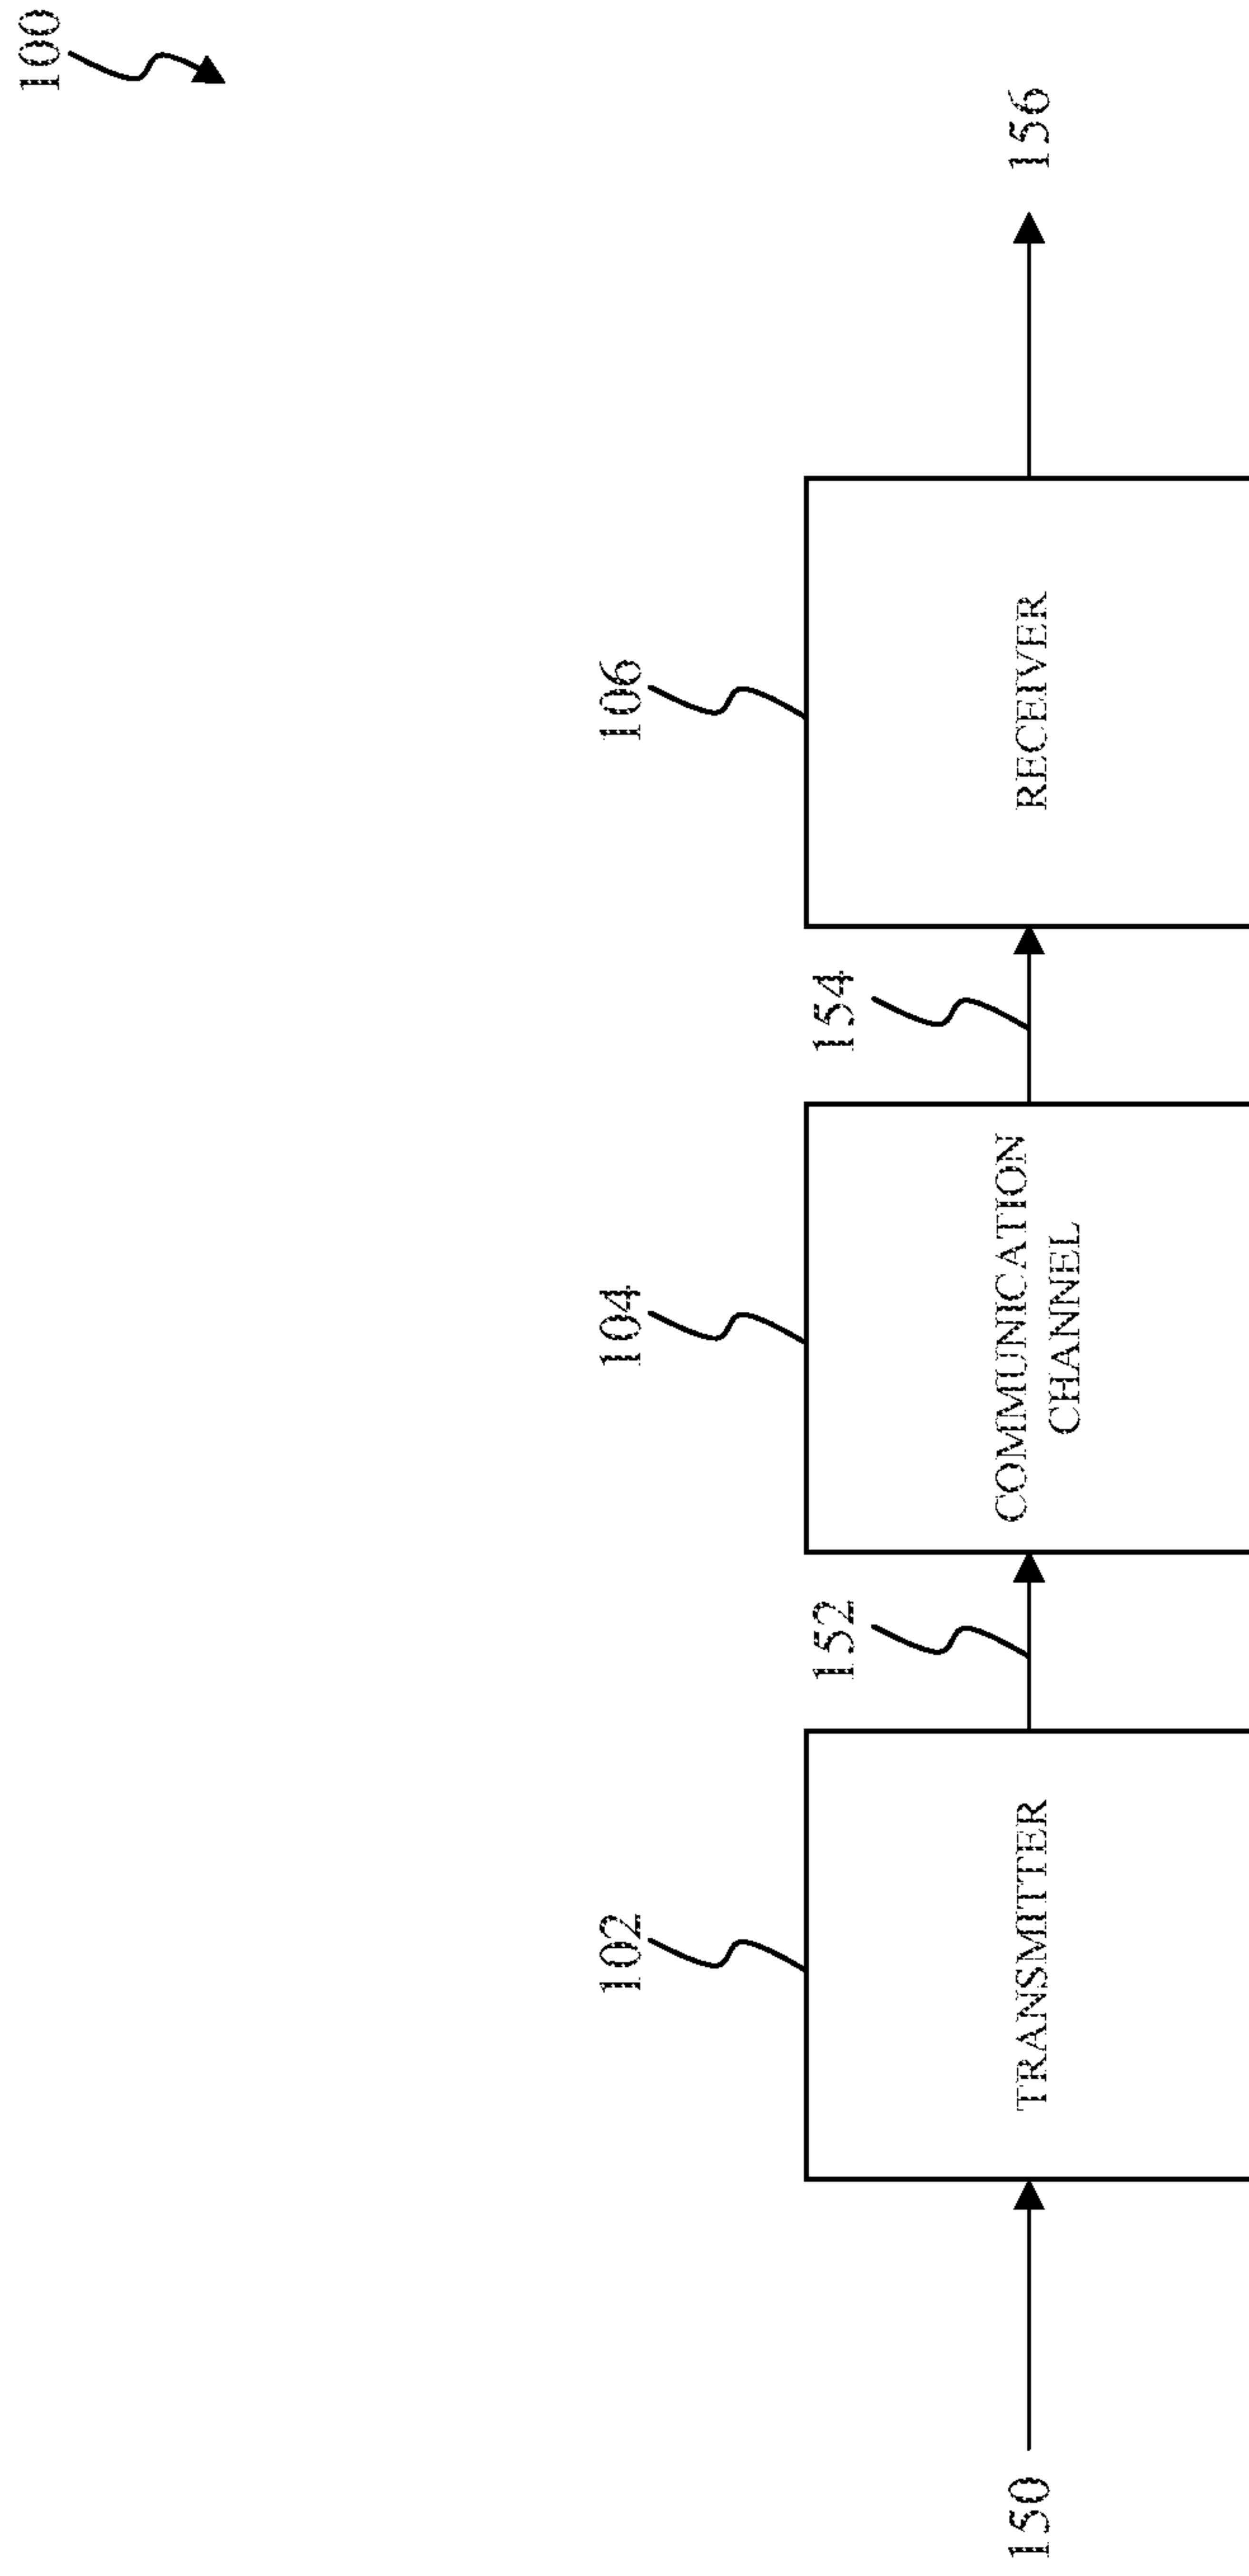 100
102
104
106
TRANSMITTER
COMMUNICATION
CHANNEL
RECEIVER
150
152
154
156